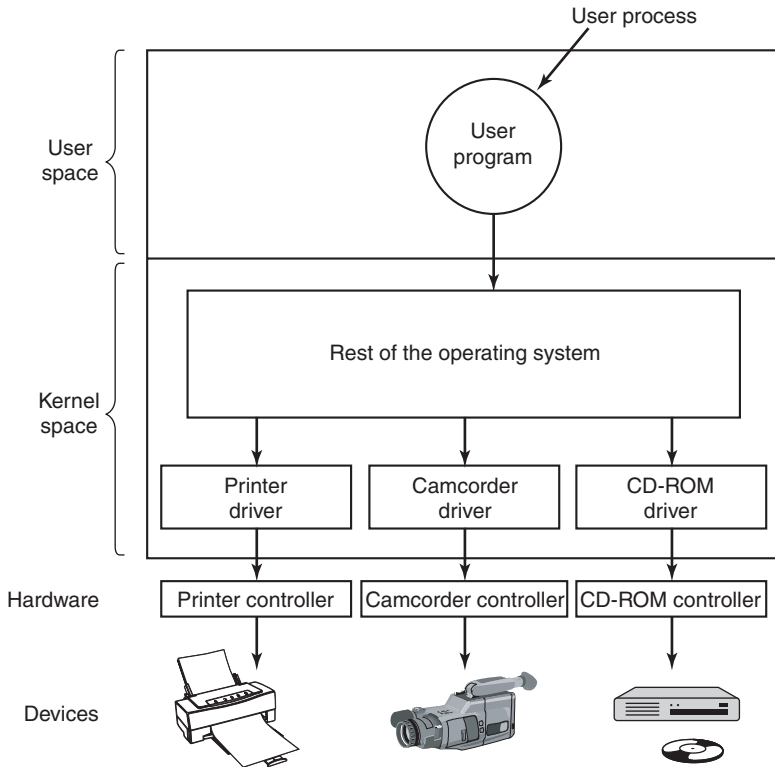 User process
User
program
User
space
Rest of the operating system
Kernel
space
Printer
driver
Camcorder
driver
CD-ROM
driver
Hardware
Printer controller
Camcorder controller
CD-ROM controller
Devices